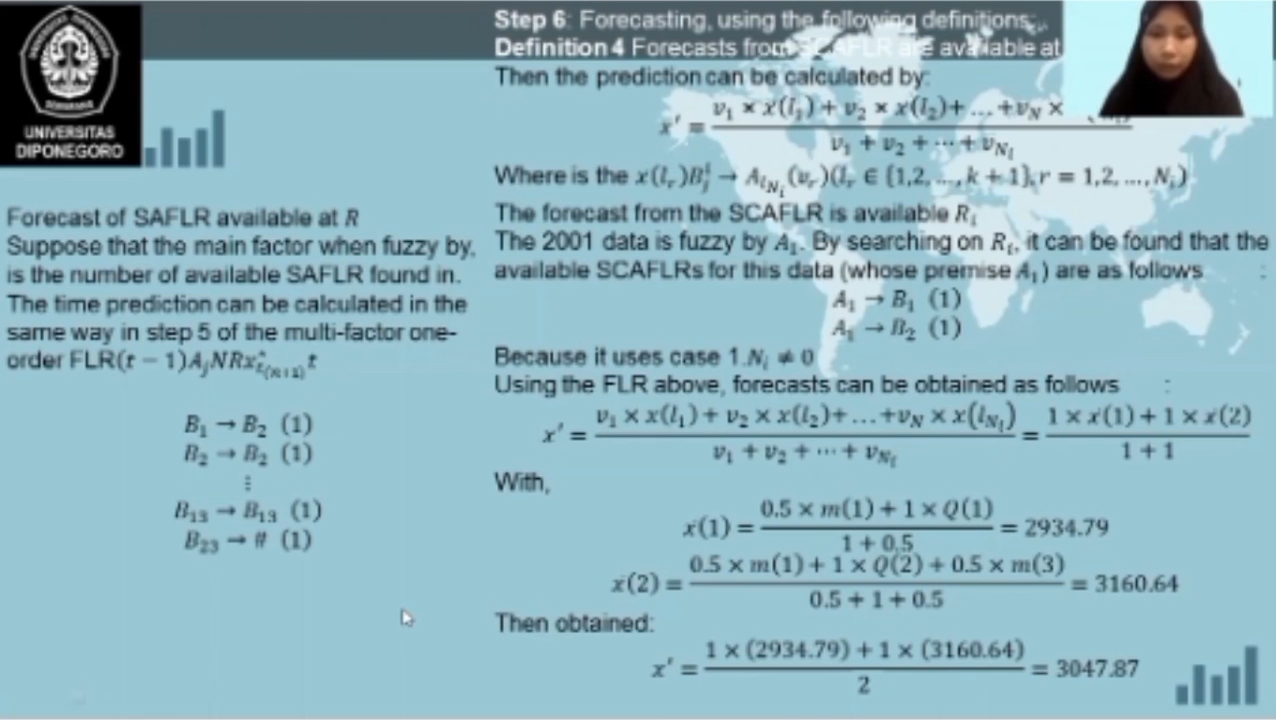 UNIVERSITAS
DIPONEGORO
Forecast of SAFLR available at R
Suppose that the main factor when fuzzy by,
is the number of available SAFLR found in.
The time prediction can be calculated in the
same way in step 5 of the multi-factor one-
order FLR(t − 1)A_jNRx
B₁ → B₂ (1)
B₂ → B₂ (1)
⋮
B₁₃ → B₁₃ (1)
B₂₃ → # (1)
Step 6: Forecasting, using the following definitions:
Definition 4 Forecasts from SCAFLR are available at
Then the prediction can be calculated by:
x' = (v₁ × x(l₁) + v₂ × x(l₂)+ ... +v_N ×) / (v₁ + v₂ + ⋯ + v_{N_i})
Where is the x(l_r)B_j^i → (l_r ∈ {1,2, ..., k + 1}, r = 1,2, ..., N_i)
The forecast from the SCAFLR is available R_i
The 2001 data is fuzzy by A₁. By searching on R_i, it can be found that the
available SCAFLRs for this data (whose premise A₁) are as follows :
A₁ → B₁ (1)
A₁ → B₂ (1)
Because it uses case 1.N_i ≠ 0
Using the FLR above, forecasts can be obtained as follows :
x' = (v₁ × x(l₁) + v₂ × x(l₂)+ ... +v_N × x(l_{N_i})) / (v₁ + v₂ + ⋯ + v_{N_i}) = (1 × x(1) + 1 × x(2)) / (1 + 1)
With,
x(1) = (0.5 × m(1) + 1 × Q(1)) / (1 + 0.5) = 2934.79
x(2) = (0.5 × m(1) + 1 × Q(2) + 0.5 × m(3)) / (0.5 + 1 + 0.5) = 3160.64
Then obtained:
x' = (1 × (2934.79) + 1 × (3160.64)) / 2 = 3047.87